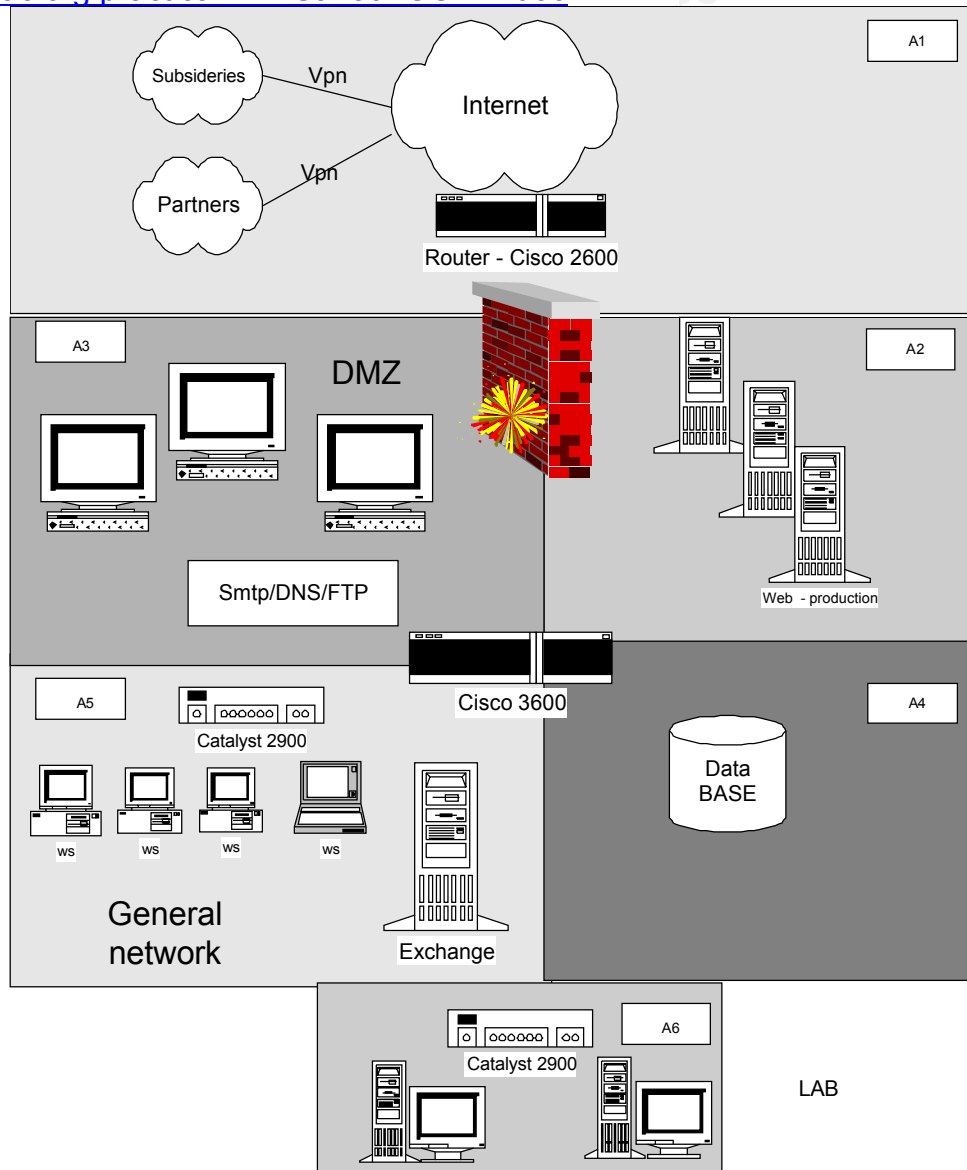 A1
Subsideries
Vpn
Internet
Vpn
Partners
Router - Cisco 2600
A3
DMZ
A2
Smtp/DNS/FTP
Web - production
Cisco 3600
A5
Catalyst 2900
A4
Data
BASE
ws
ws
ws
ws
General
network
Exchange
A6
Catalyst 2900
LAB